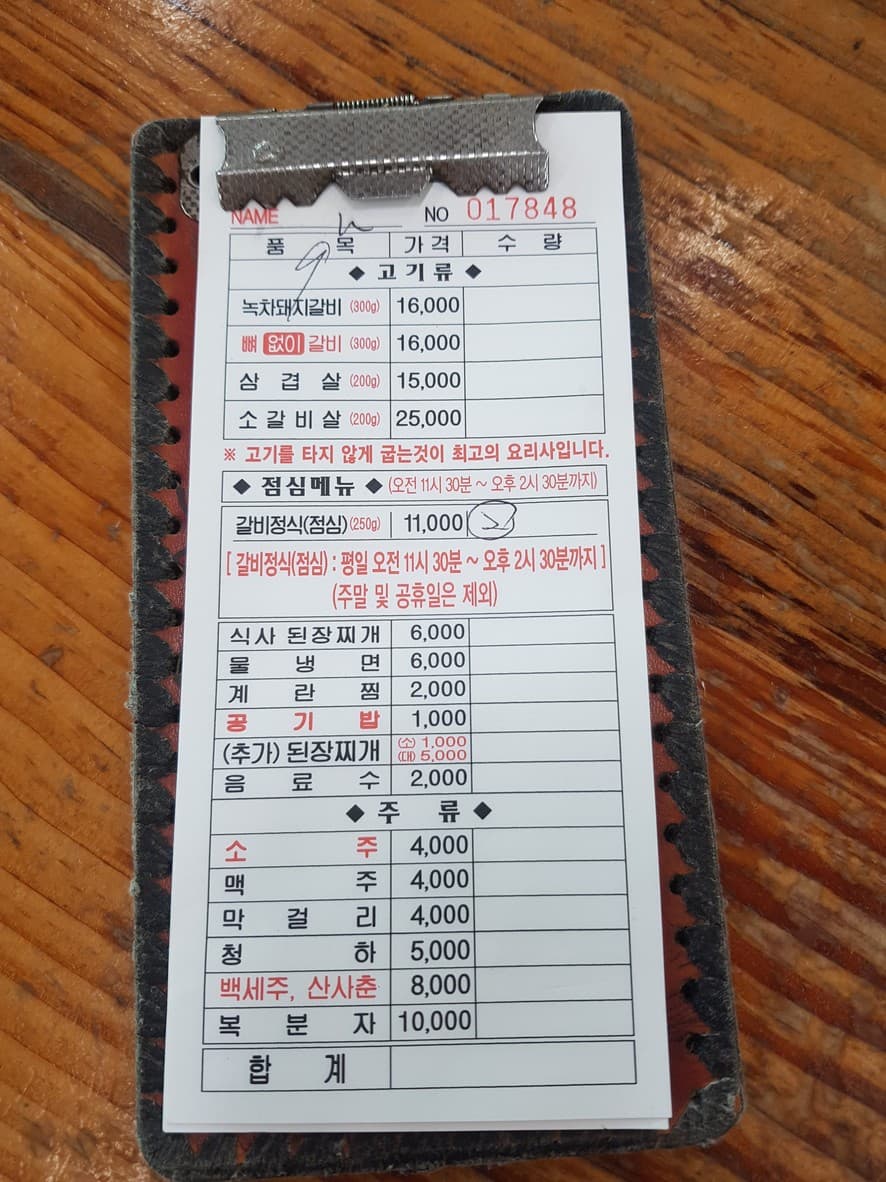 NAME NO 017848
품 목 가 격 수 량
◆ 고 기 류 ◆
녹차돼지갈비 (300g) 16,000
뼈 없이 갈비 (300g) 16,000
삼 겹 살 (200g) 15,000
소 갈 비 살 (200g) 25,000
※ 고기를 타지 않게 굽는것이 최고의 요리사입니다.
◆ 점심메뉴 ◆ (오전 11시 30분 ~ 오후 2시 30분까지)
갈비정식(점심) (250g) 11,000
[ 갈비정식(점심) : 평일 오전 11시 30분 ~ 오후 2시 30분까지 ]
(주말 및 공휴일은 제외)
식사 된장찌개 6,000
물 냉 면 6,000
계 란 찜 2,000
공 기 밥 1,000
(추가) 된장찌개 (소) 1,000
(대) 5,000
음 료 수 2,000
◆ 주 류 ◆
소 주 4,000
맥 주 4,000
막 걸 리 4,000
청 하 5,000
백세주, 산사춘 8,000
복 분 자 10,000
합 계